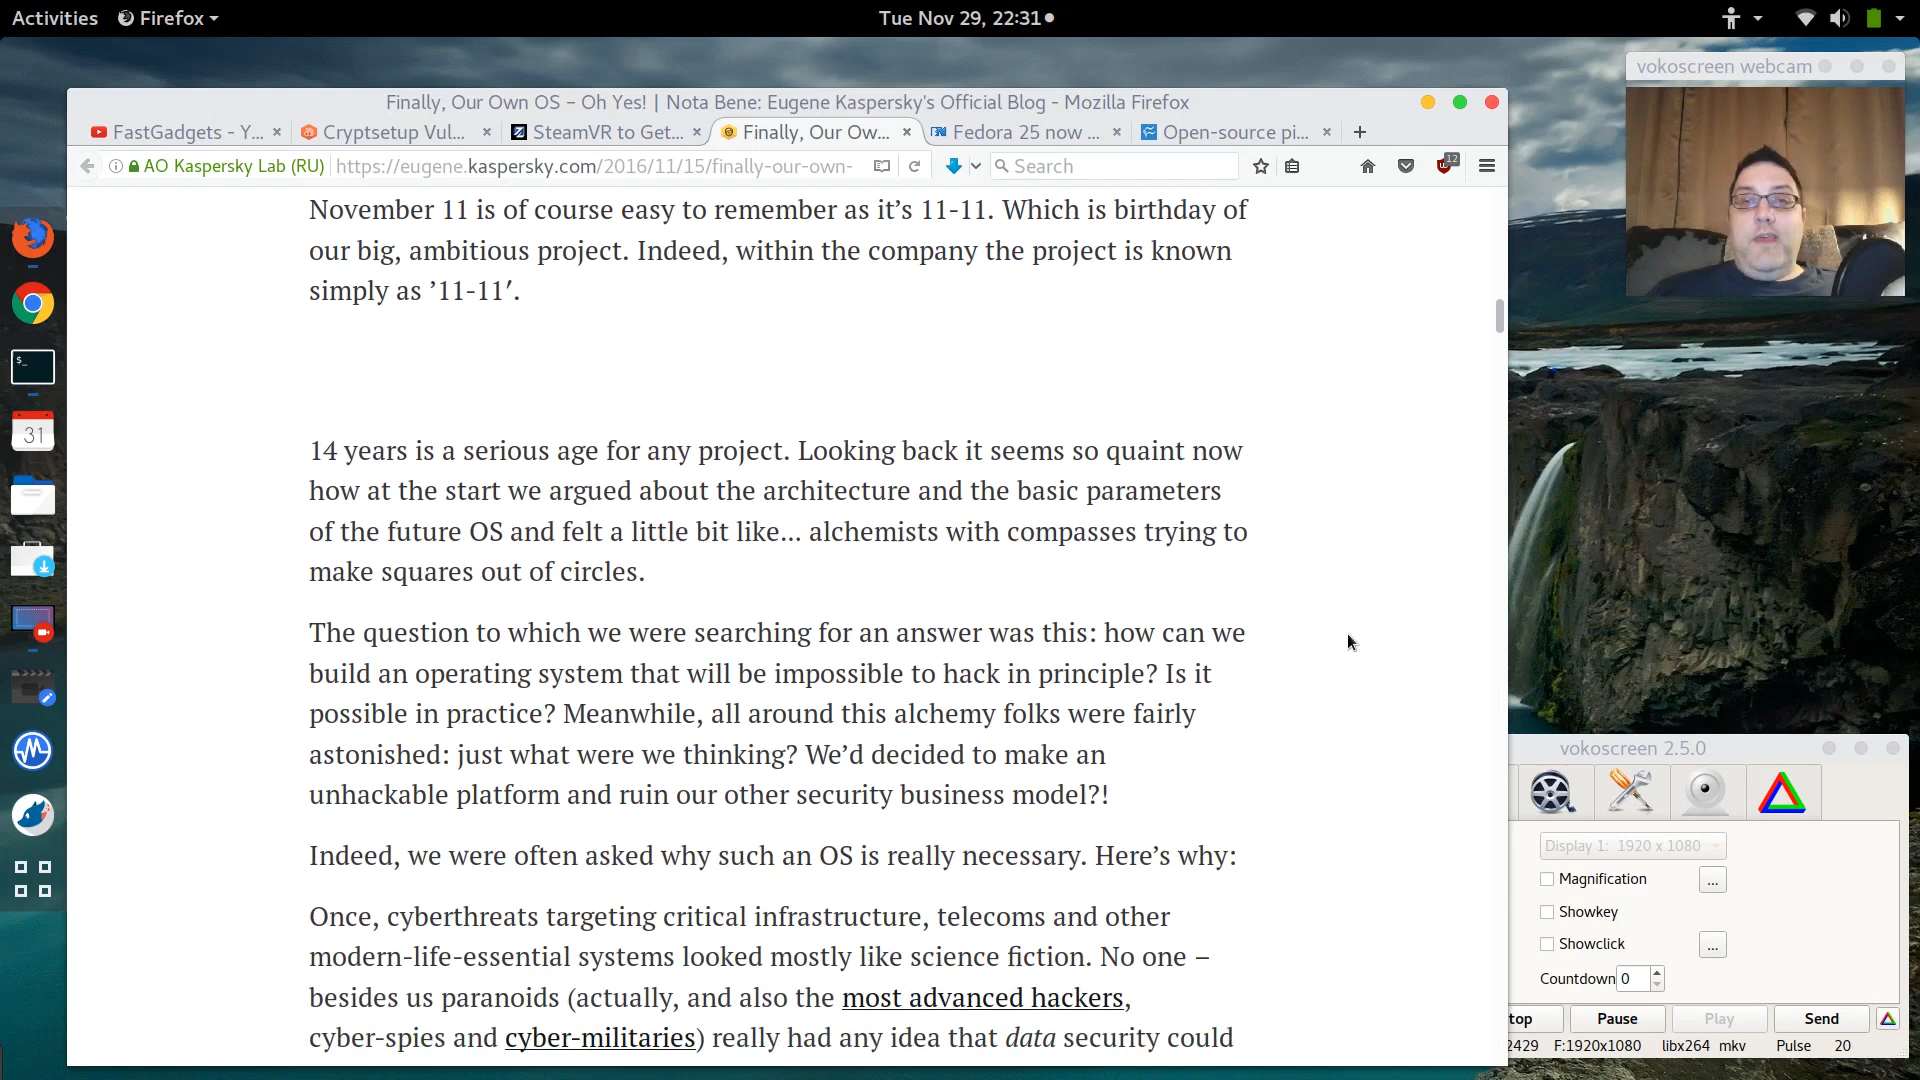 Activities
Firefox
Tue Nov 29, 22:31
vokoscreen webcam
Finally, Our Own OS – Oh Yes! | Nota Bene: Eugene Kaspersky's Official Blog - Mozilla Firefox
FastGadgets - Y...
Cryptsetup Vul...
SteamVR to Get...
Finally, Our Ow...
Fedora 25 now ...
Open-source pi...
AO Kaspersky Lab (RU)
https://eugene.kaspersky.com/2016/11/15/finally-our-own-
Search
12
November 11 is of course easy to remember as it’s 11-11. Which is birthday of
our big, ambitious project. Indeed, within the company the project is known
simply as ’11-11′.
14 years is a serious age for any project. Looking back it seems so quaint now
how at the start we argued about the architecture and the basic parameters
of the future OS and felt a little bit like… alchemists with compasses trying to
make squares out of circles.
The question to which we were searching for an answer was this: how can we
build an operating system that will be impossible to hack in principle? Is it
possible in practice? Meanwhile, all around this alchemy folks were fairly
astonished: just what were we thinking? We’d decided to make an
unhackable platform and ruin our other security business model?!
Indeed, we were often asked why such an OS is really necessary. Here’s why:
Once, cyberthreats targeting critical infrastructure, telecoms and other
modern-life-essential systems looked mostly like science fiction. No one –
besides us paranoids (actually, and also the most advanced hackers,
cyber-spies and cyber-militaries) really had any idea that data security could
$_
31
vokoscreen 2.5.0
Display 1: 1920 x 1080
Magnification
...
Showkey
Showclick
...
Countdown 0
top
Pause
Play
Send
2429
F:1920x1080
libx264
mkv
Pulse
20